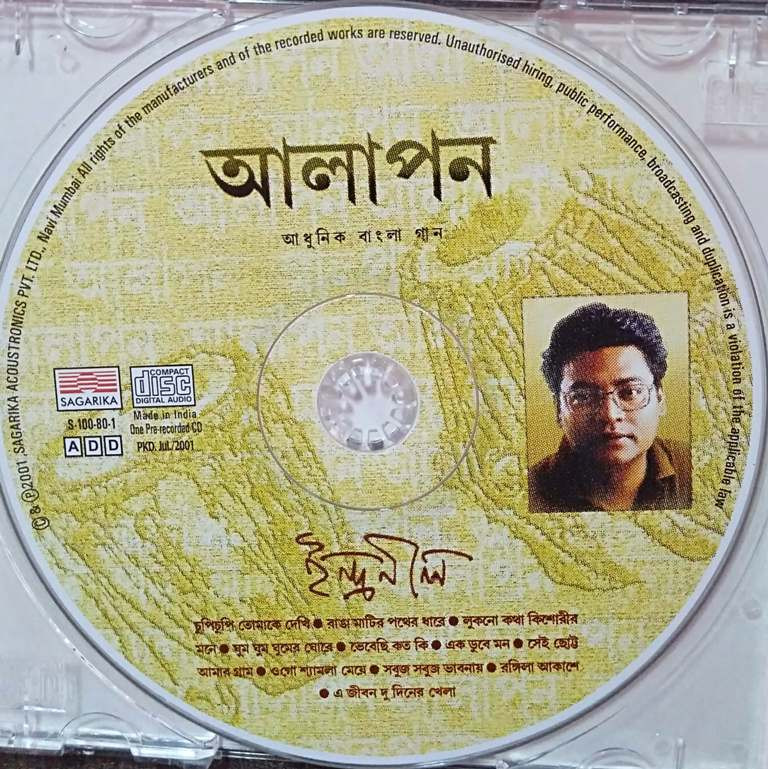 © & ℗2001 SAGARIKA ACOUSTRONICS PVT. LTD., Navi Mumbai All rights of the manufacturers and of the recorded works are reserved. Unauthorised hiring, public performance, broadcasting and duplication is a violation of the applicable law
আলাপন
আধুনিক বাংলা গান
SAGARIKA
COMPACT
disc
DIGITAL AUDIO
S-100-80-1
Made in India
One Pre-recorded CD
A D D
PKD. Jul./2001
ইন্দ্রনীল
চুপিচুপি তোমাকে দেখি ● রাঙা মাটির পথের ধারে ● লুকনো কথা কিশোরীর
মনে ● ঘুম ঘুম ঘুমের ঘোরে ● ভেবেছি কত কি ● এক ডুবে মন ● সেই ছোট্ট
আমার গ্রাম ● ওগো শ্যামলা মেয়ে ● সবুজ সবুজ ভাবনায় ● রঙ্গিলা আকাশে
● এ জীবন দু দিনের খেলা